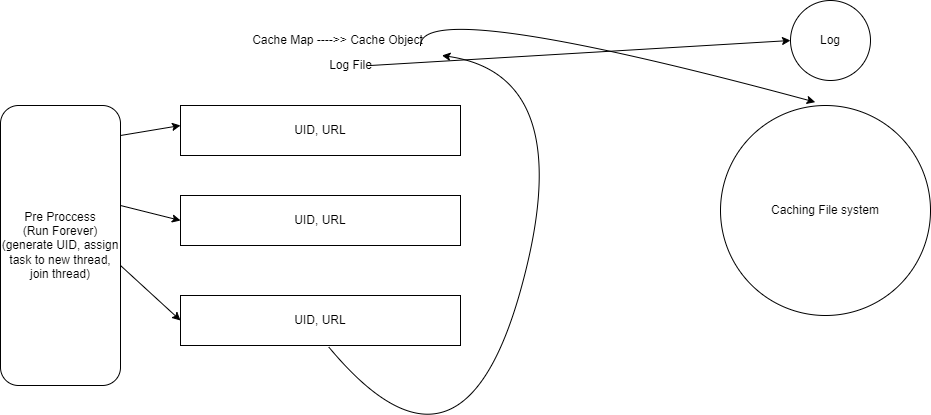 Cache Map ---->> Cache Object
Log File
Log
UID, URL
UID, URL
UID, URL
Pre Proccess
(Run Forever)
(generate UID, assign
task to new thread,
join thread)
Caching File system